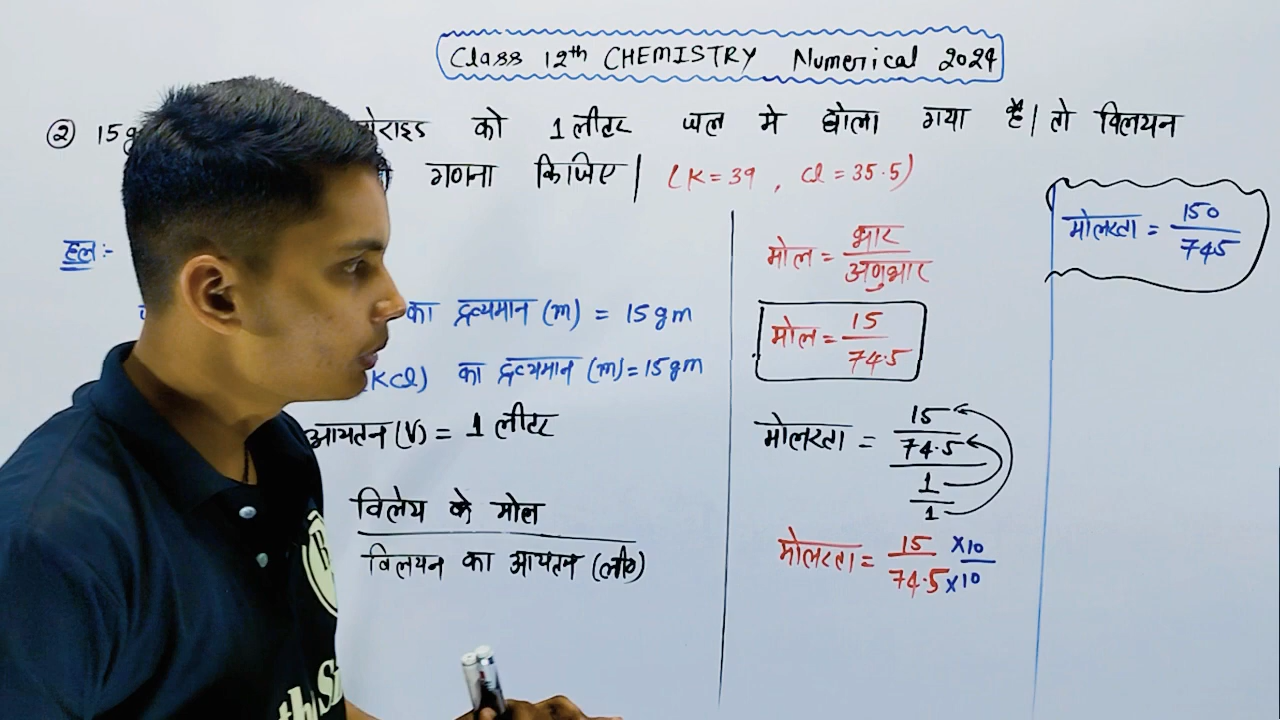 Class 12th CHEMISTRY Numerical 2024
② 15g को 1 लीटर जल मे घोला गया है। तो विलयन
गणना किजिए | (K = 39 , Cl = 35.5)
हल :-
का द्रव्यमान (m) = 15 gm
(KCl) का द्रव्यमान (m) = 15 gm
आयतन (V) = 1 लीटर
विलेय के मोल
विलयन का आयतन (ली०)
मोल = भार
अणुभार
मोल = 15
74.5
मोलरता = 15
74.5
1
1
मोलरता = 15 ×10
74.5 ×10
मोलरता = 150
745